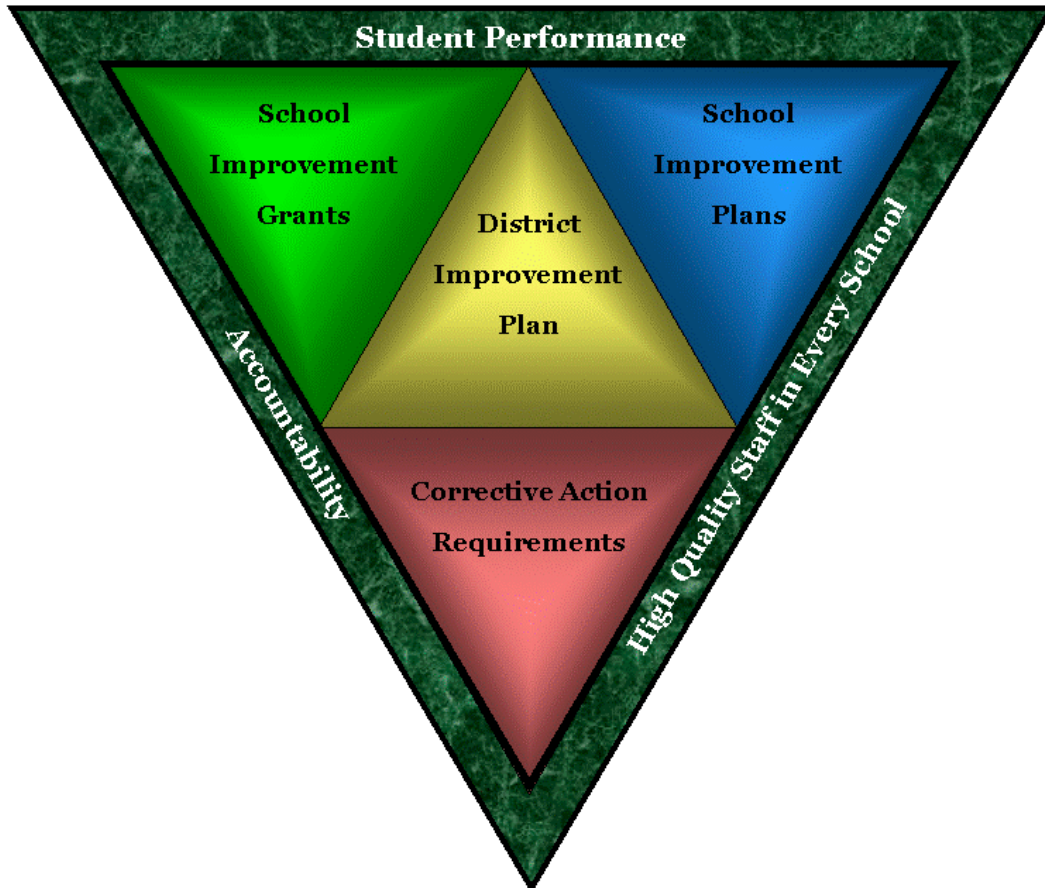 Student Performance
School
Improvement
Grants
School
Improvement
Plans
District
Improvement
Plan
Accountability
High Quality Staff in Every School
Corrective Action
Requirements